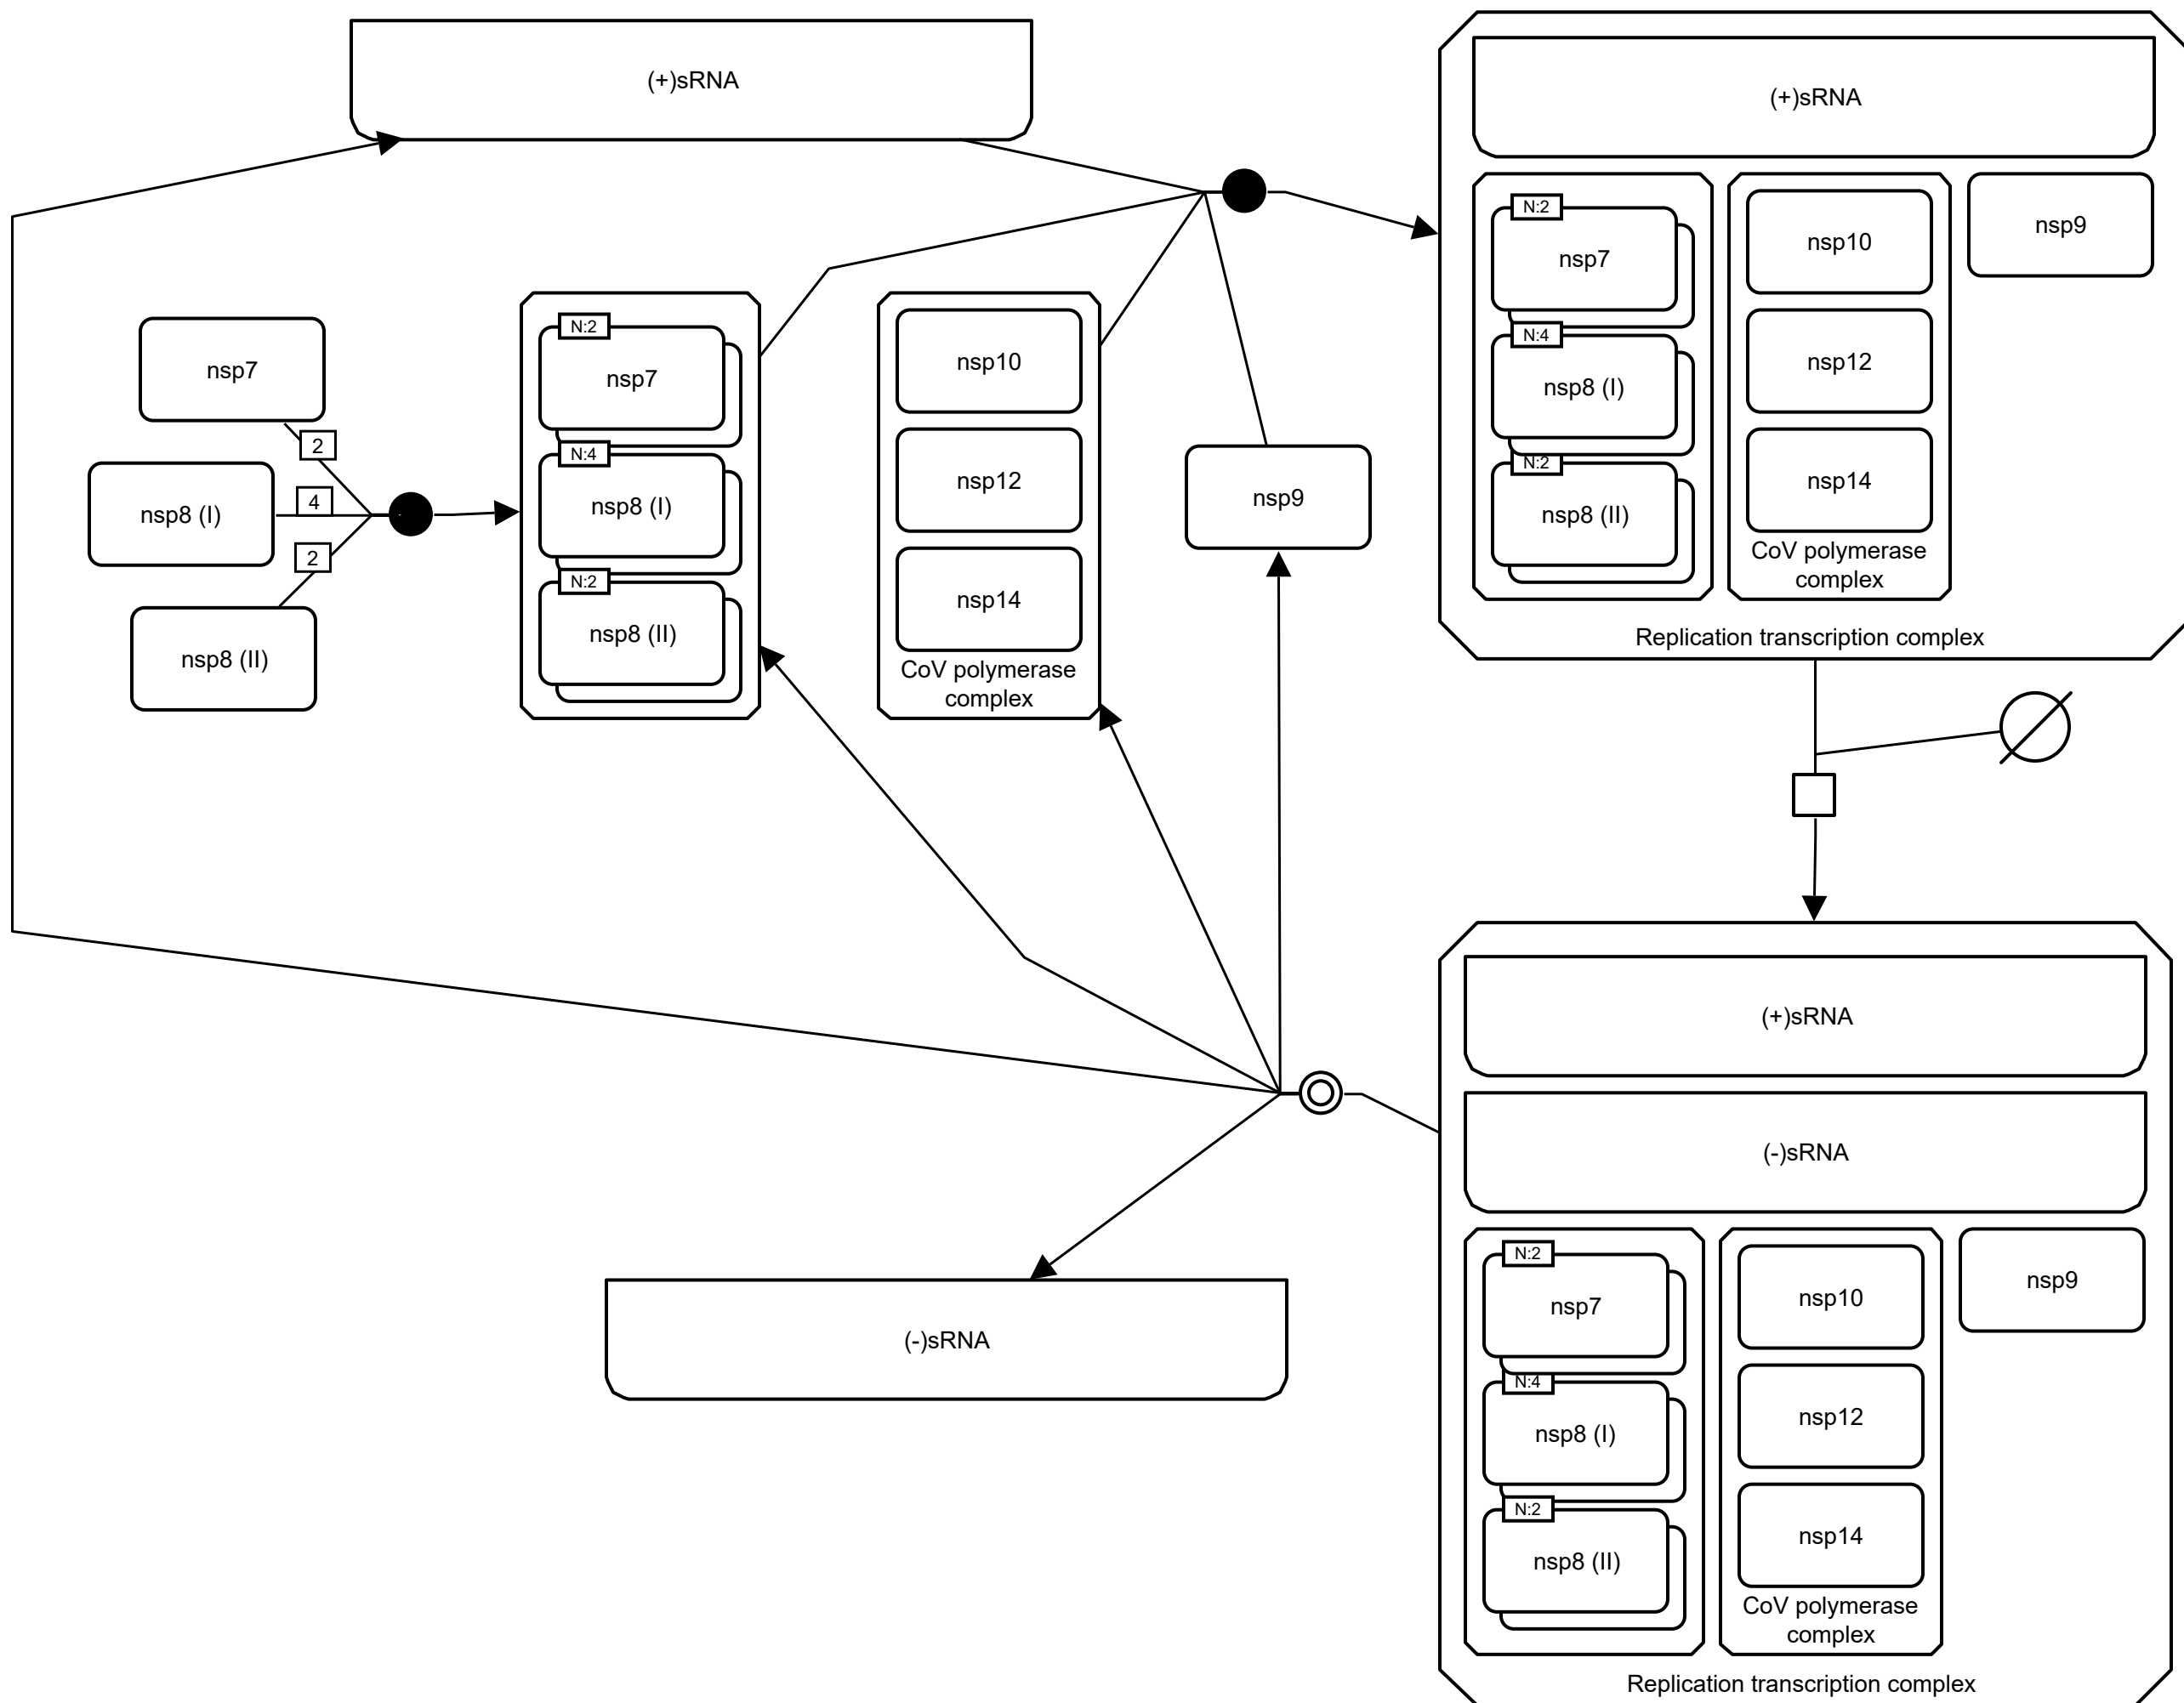 (+)sRNA
nsp7
nsp8 (I)
nsp8 (II)
2
4
2
N:2
nsp7
N:4
nsp8 (I)
N:2
nsp8 (II)
nsp10
nsp12
nsp14
CoV polymerase
complex
nsp9
(+)sRNA
N:2
nsp7
N:4
nsp8 (I)
N:2
nsp8 (II)
nsp10
nsp12
nsp14
CoV polymerase
complex
nsp9
Replication transcription complex
(+)sRNA
(-)sRNA
N:2
nsp7
N:4
nsp8 (I)
N:2
nsp8 (II)
nsp10
nsp12
nsp14
CoV polymerase
complex
nsp9
Replication transcription complex
(-)sRNA